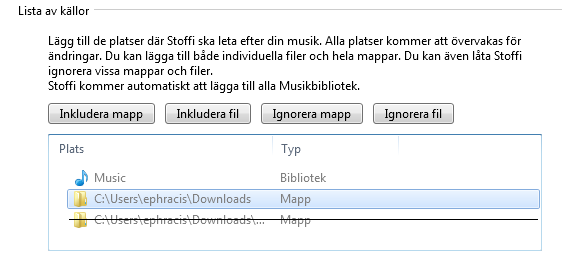 Lista av källor
Lägg till de platser där Stoffi ska leta efter din musik. Alla platser kommer att övervakas för
ändringar. Du kan lägga till både individuella filer och hela mappar. Du kan även låta Stoffi
ignorera vissa mappar och filer.
Stoffi kommer automatiskt att lägga till alla Musikbibliotek.
Inkludera mapp Inkludera fil Ignorera mapp Ignorera fil
Plats Typ
Music Bibliotek
C:\Users\ephracis\Downloads Mapp
C:\Users\ephracis\Downloads\... Mapp